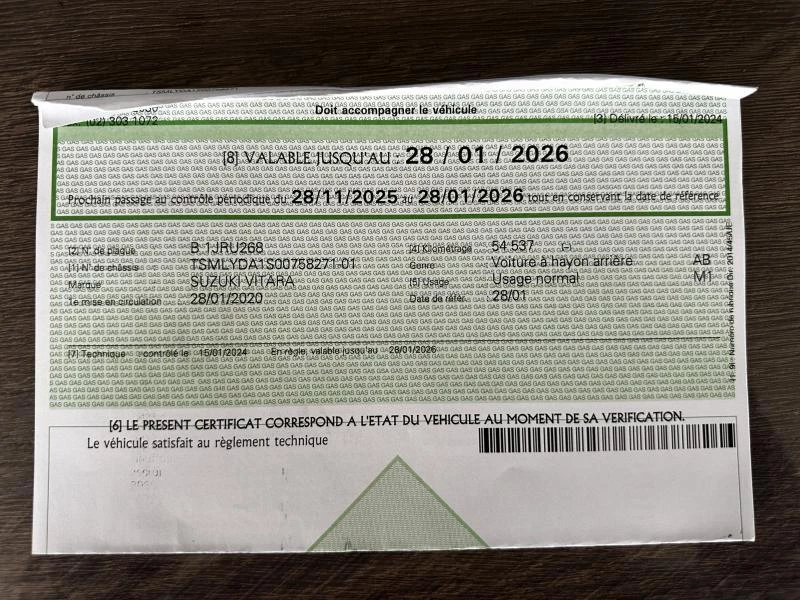 n° de châssis
(02) 303 1072
Doit accompagner le véhicule
[3] Délivré le : 15/01/2024
[8] VALABLE JUSQU'AU : 28 / 01 / 2026
Prochain passage au contrôle périodique du 28/11/2025 au 28/01/2026 tout en conservant la date de référence.
[2] N° de plaque B 1JRU268 [4] Kilométrage 54.537
[1] N° de châssis TSMLYDA1S00758271-01 Genre : Voiture à hayon arrière AB
Marque SUZUKI VITARA [5] Usage : Usage normal M1
1e mise en circulation : 28/01/2020 Date de référ. : 28/01
[7] Technique : contrôlé le 15/01/2024 En règle, valable jusqu'au 28/01/2026
[6] LE PRESENT CERTIFICAT CORRESPOND A L'ETAT DU VEHICULE AU MOMENT DE SA VERIFICATION.
Le véhicule satisfait au règlement technique